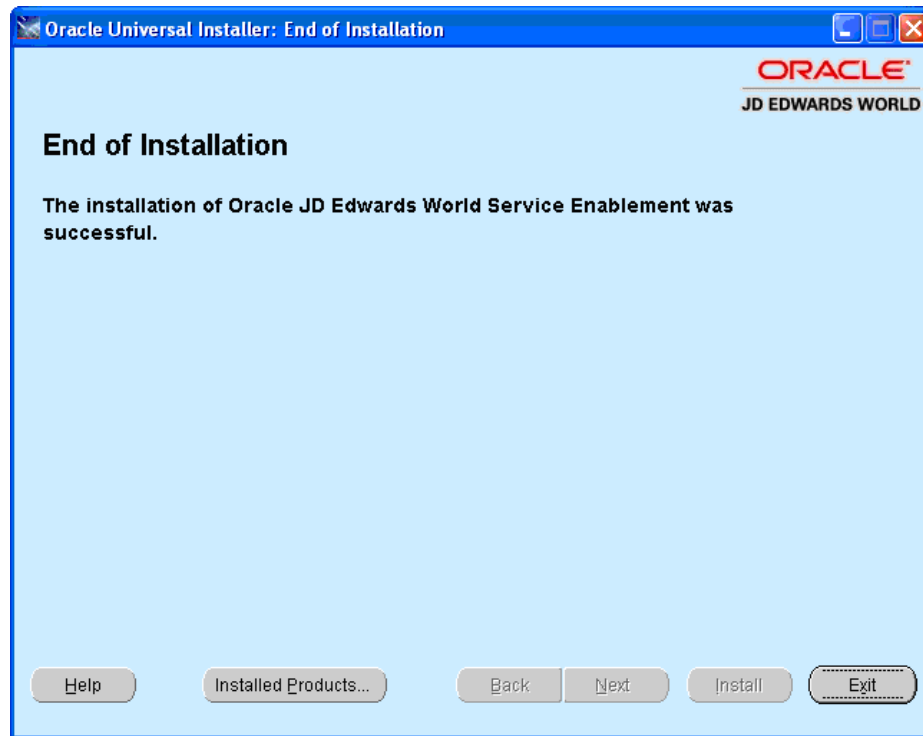 Oracle Universal Installer: End of Installation
ORACLE
JD EDWARDS WORLD
End of Installation
The installation of Oracle JD Edwards World Service Enablement was
successful.
Help
Installed Products...
Back
Next
Install
Exit